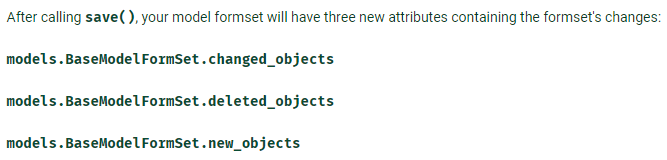 After calling save(), your model formset will have three new attributes containing the formset's changes:
models.BaseModelFormSet.changed_objects
models.BaseModelFormSet.deleted_objects
models.BaseModelFormSet.new_objects